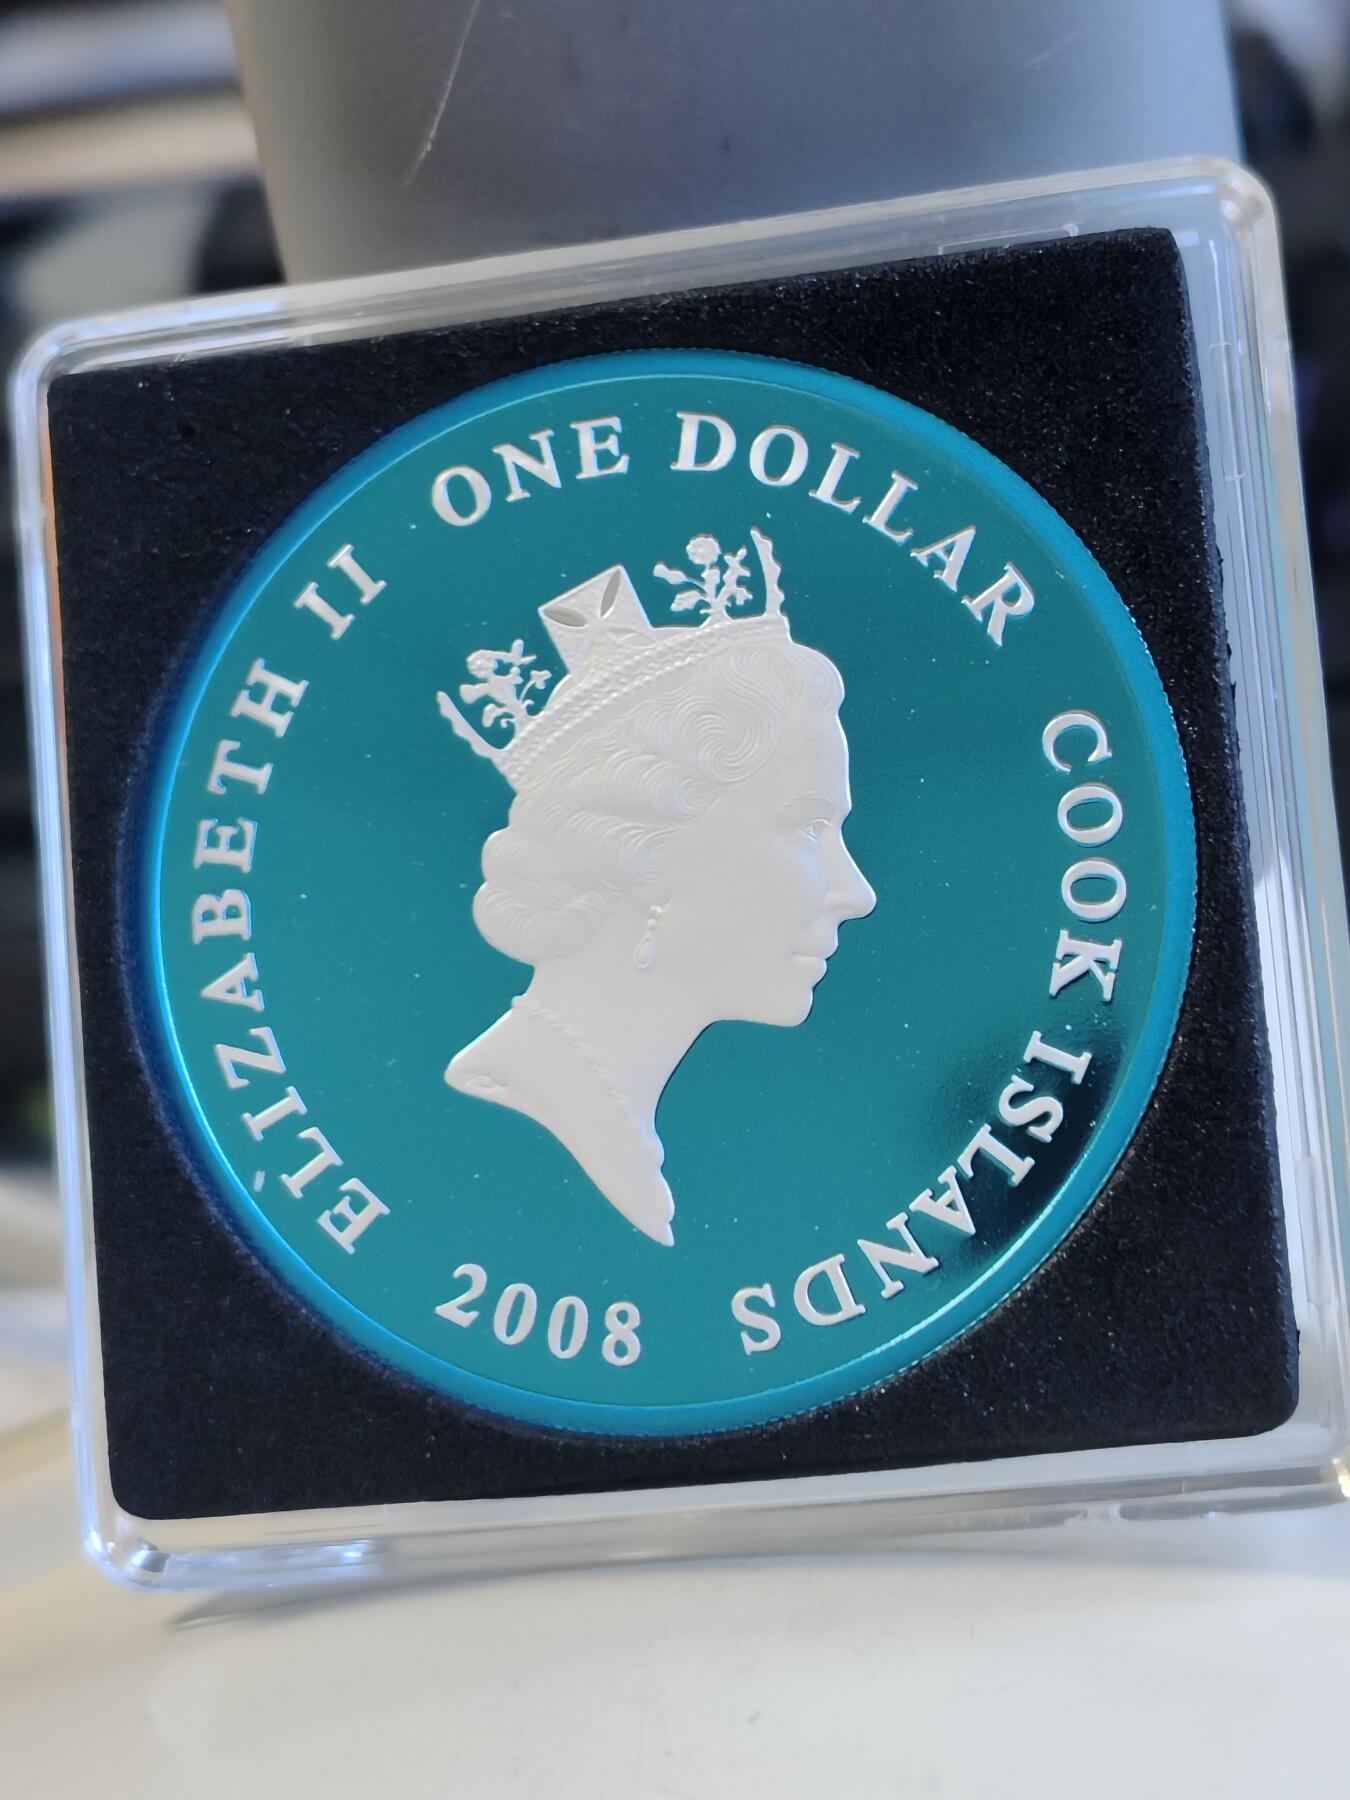 ELIZABETH II ONE DOLLAR COOK ISLANDS
2008